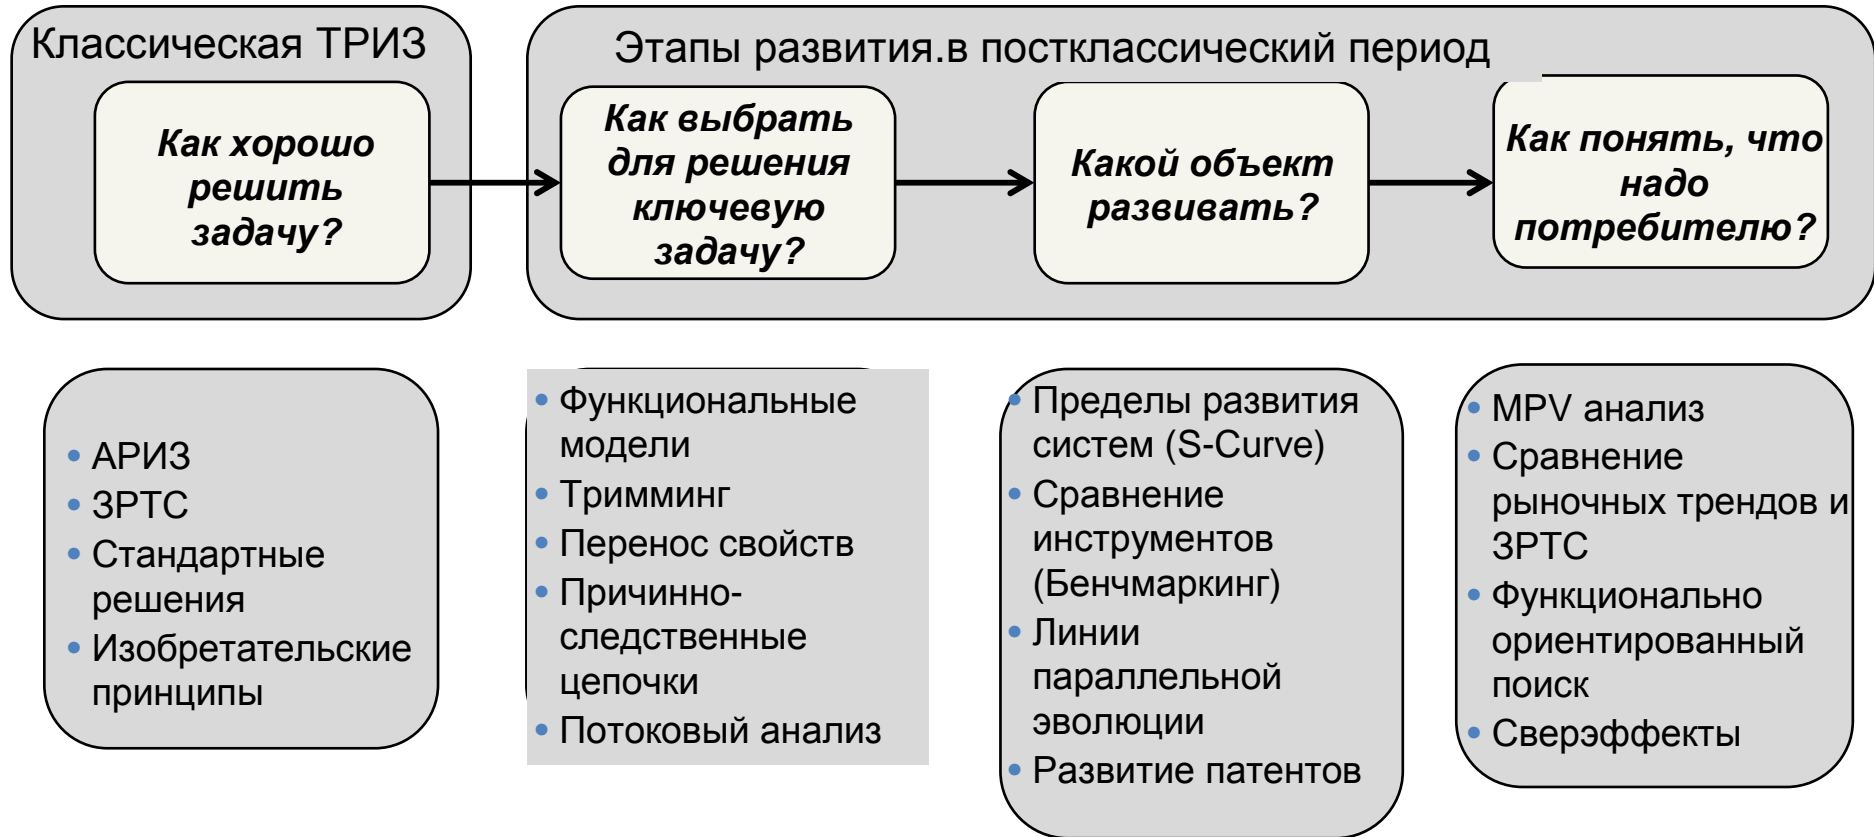 Классическая ТРИЗ
Этапы развития.в постклассический период
Как хорошо
решить
задачу?
Как выбрать
для решения
ключевую
задачу?
Какой объект
развивать?
Как понять, что
надо
потребителю?
• АРИЗ
• ЗРТС
• Стандартные
решения
• Изобретательские
принципы
• Функциональные
модели
• Тримминг
• Перенос свойств
• Причинно-
следственные
цепочки
• Потоковый анализ
• Пределы развития
систем (S-Curve)
• Сравнение
инструментов
(Бенчмаркинг)
• Линии
параллельной
эволюции
• Развитие патентов
• MPV анализ
• Сравнение
рыночных трендов и
ЗРТС
• Функционально
ориентированный
поиск
• Сверэффекты